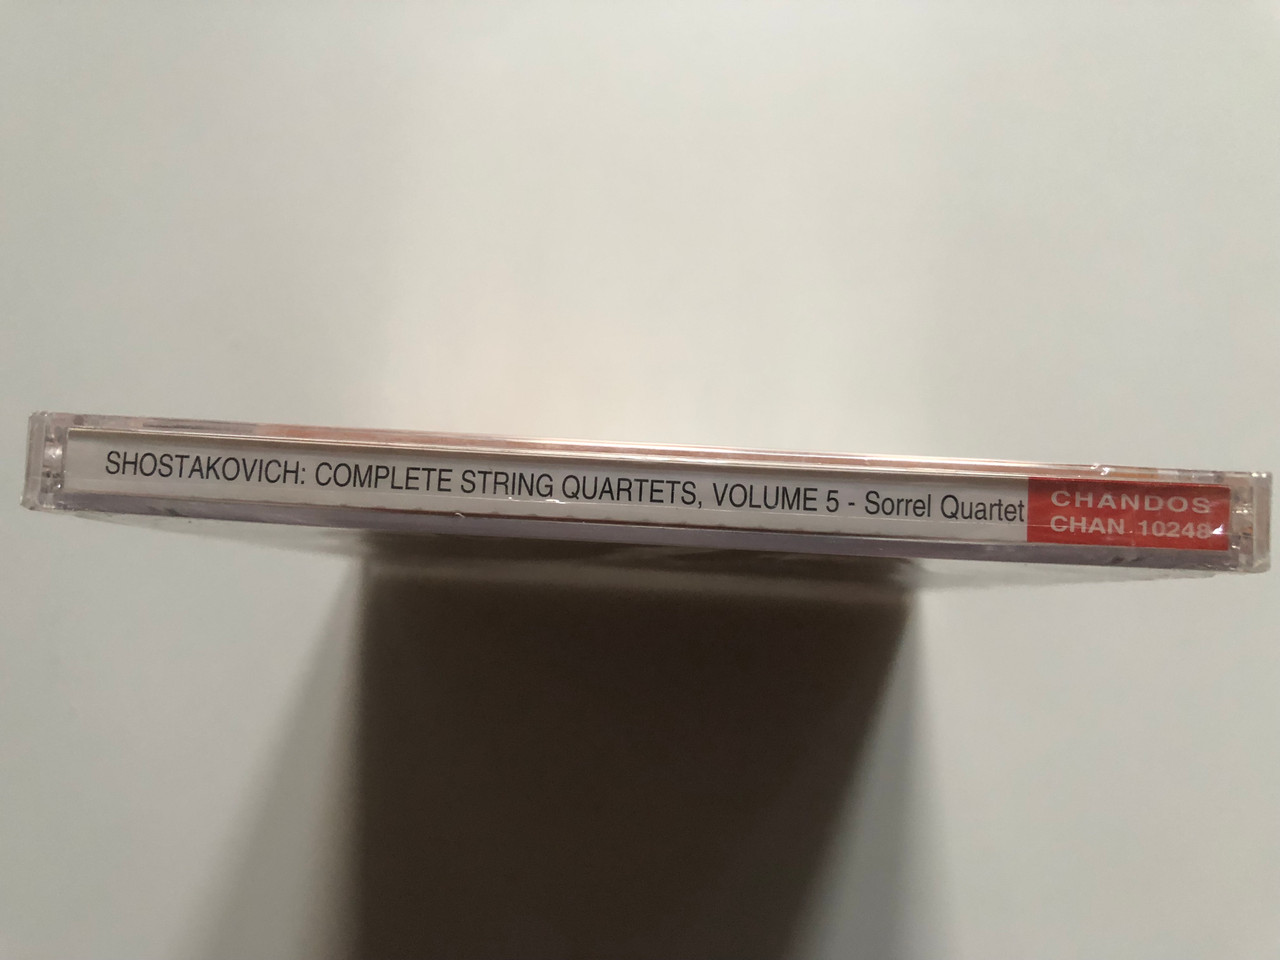 SHOSTAKOVICH: COMPLETE STRING QUARTETS, VOLUME 5 - Sorrel Quartet
CHANDOS
CHAN 10248